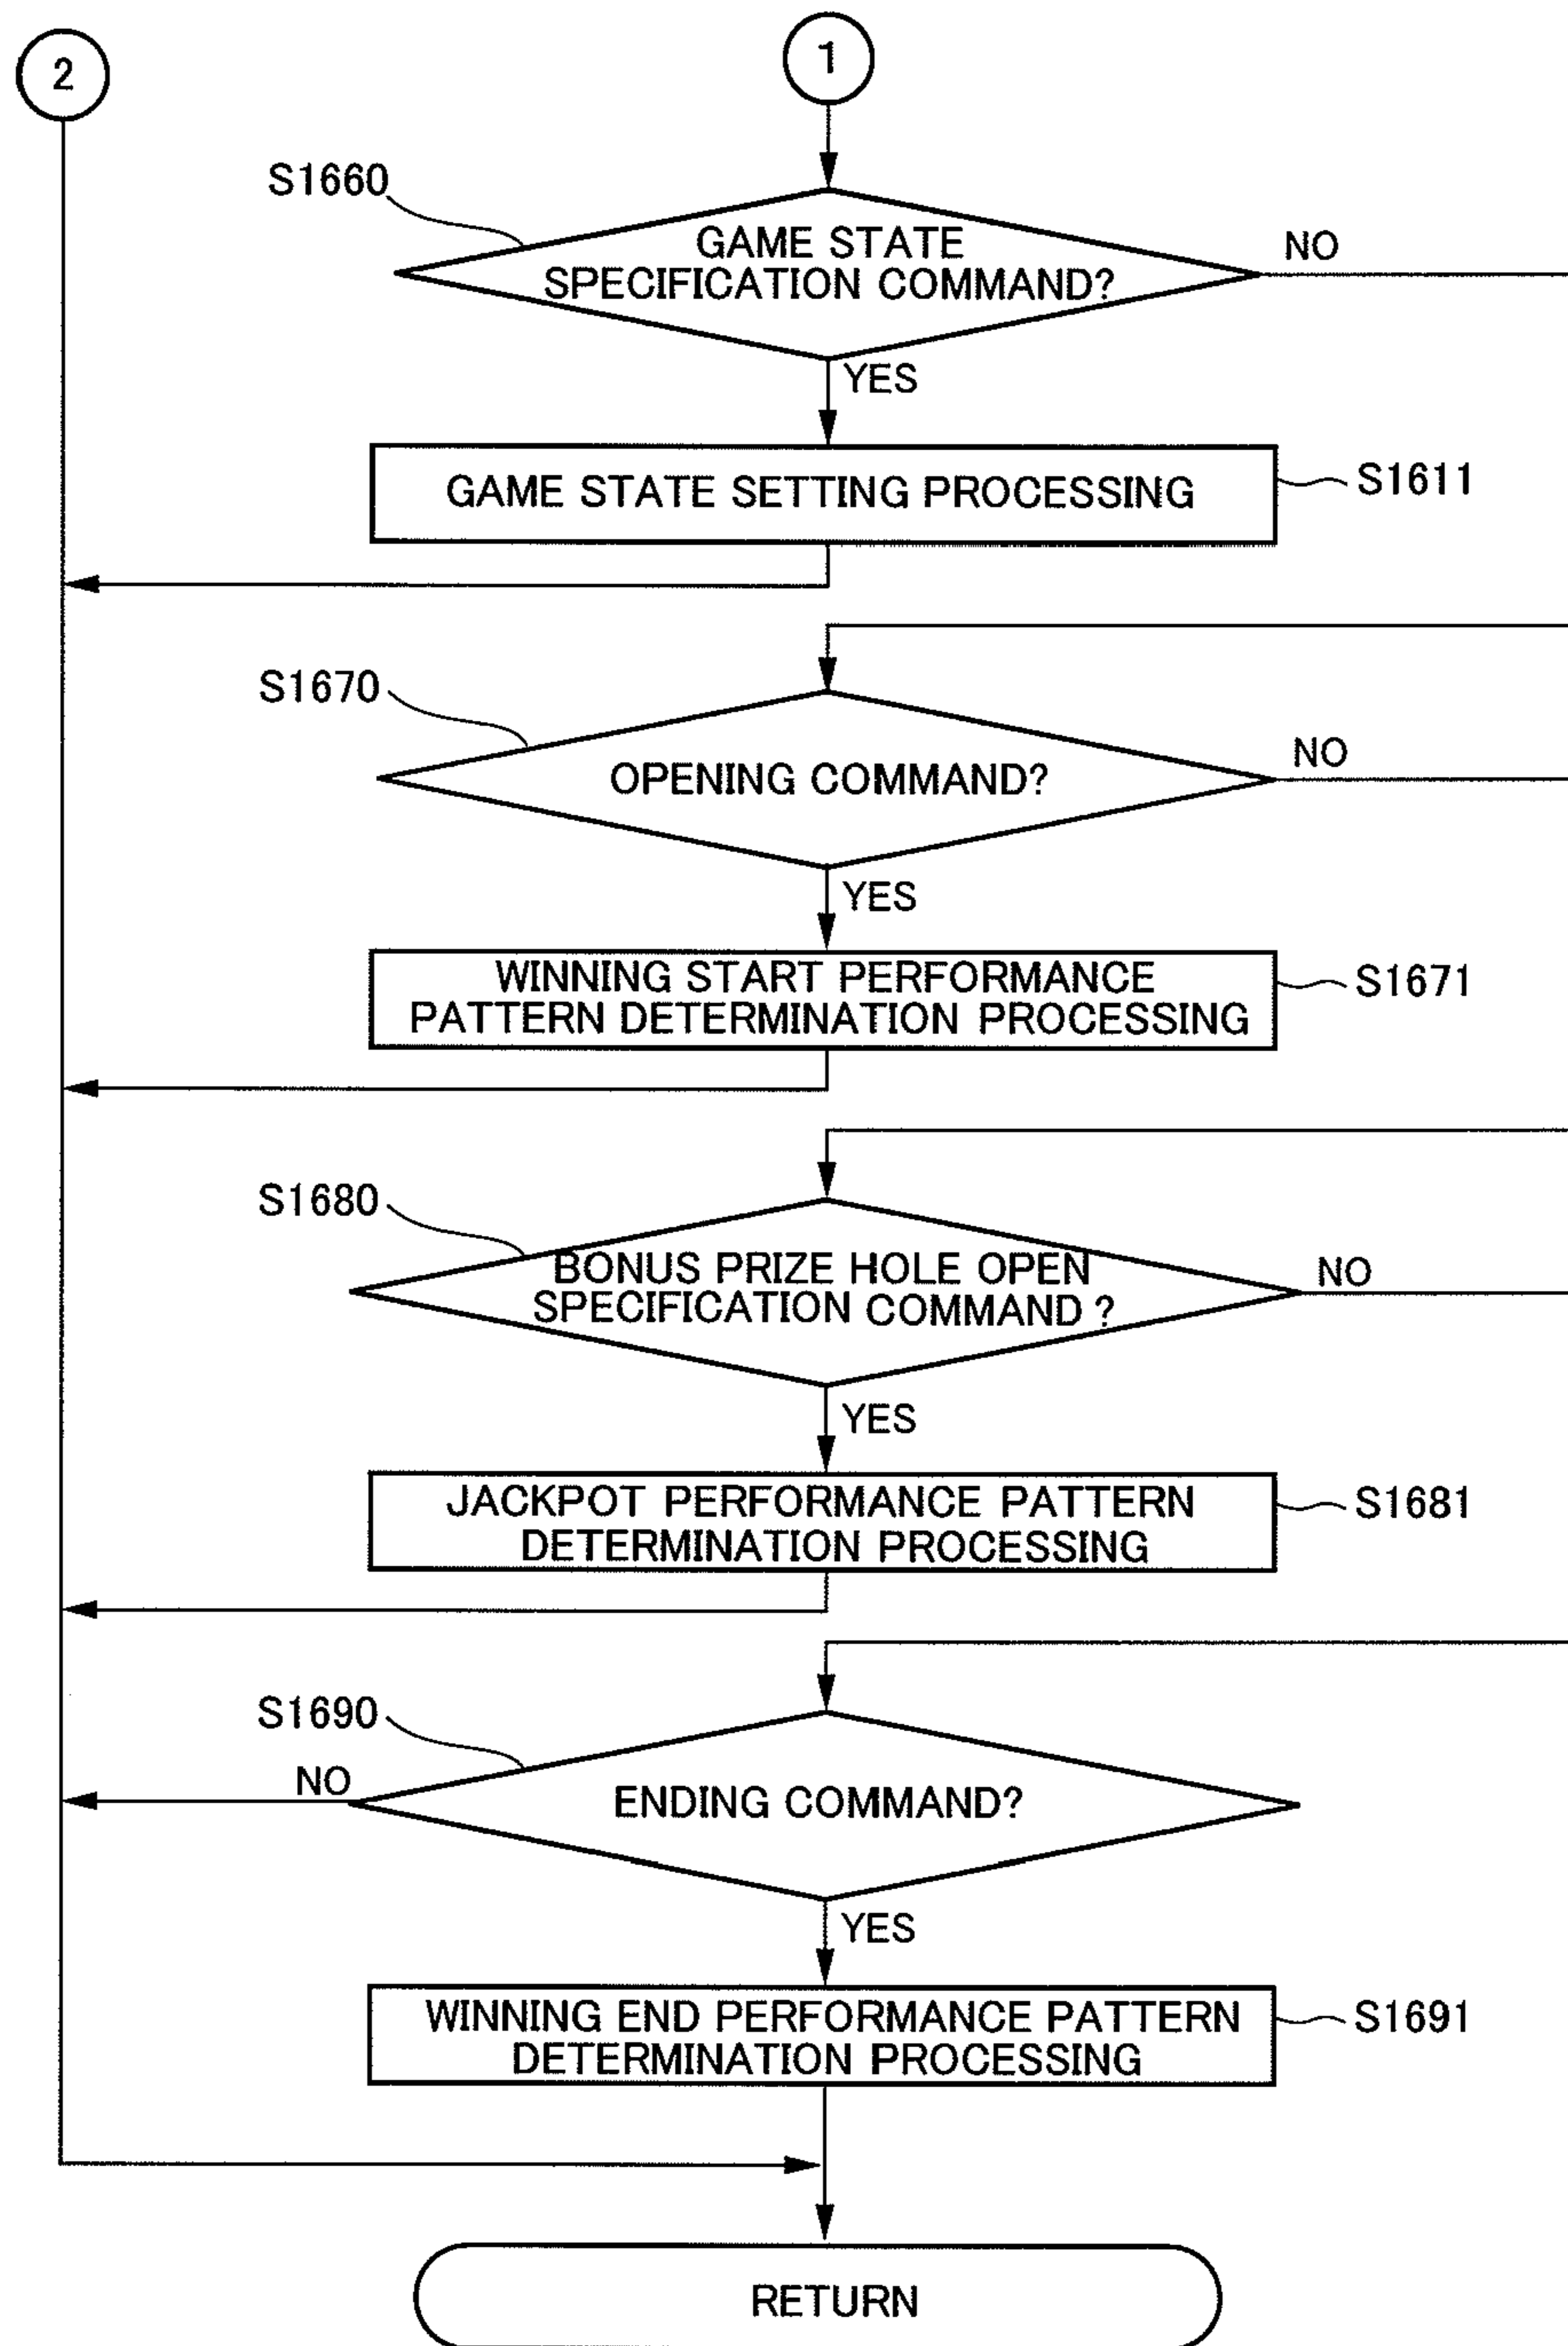 2
1
S1660
GAME STATE
SPECIFICATION COMMAND?
NO
YES
GAME STATE SETTING PROCESSING
S1611
S1670
OPENING COMMAND?
NO
YES
WINNING START PERFORMANCE
PATTERN DETERMINATION PROCESSING
S1671
S1680
BONUS PRIZE HOLE OPEN
SPECIFICATION COMMAND ?
NO
YES
JACKPOT PERFORMANCE PATTERN
DETERMINATION PROCESSING
S1681
S1690
NO
ENDING COMMAND?
YES
WINNING END PERFORMANCE PATTERN
DETERMINATION PROCESSING
S1691
RETURN